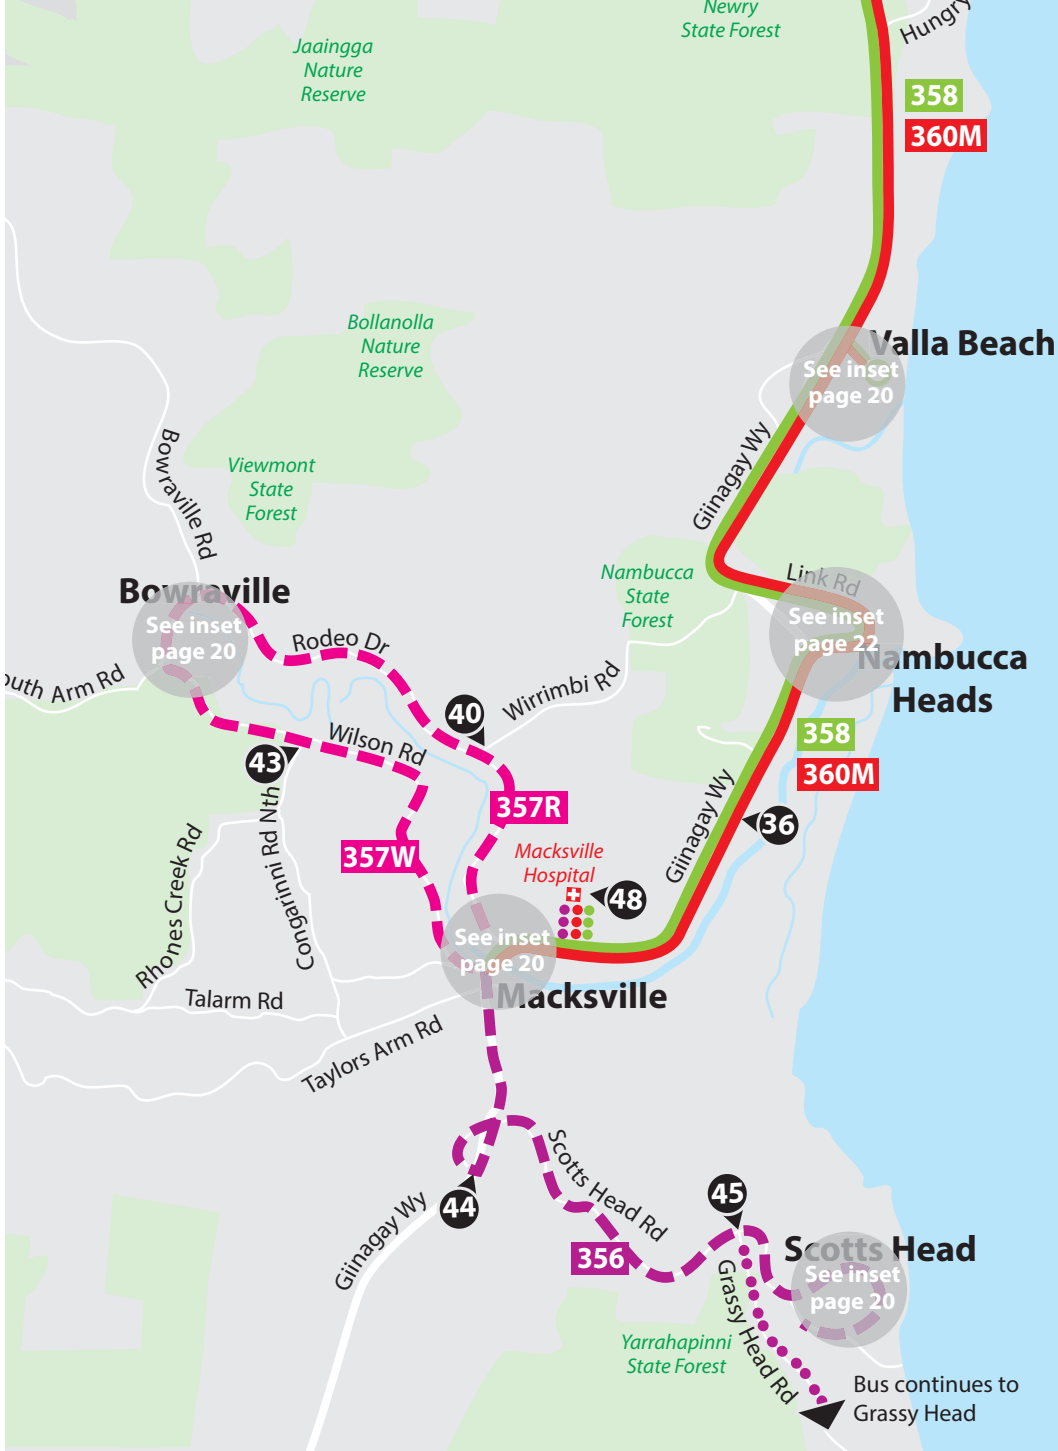 Newry
State Forest
Hungry
Jaaingga
Nature
Reserve
358
360M
Valla Beach
See inset
page 20
Bollanolla
Nature
Reserve
Giinagay Wy
Bowraville Rd
Viewmont
State
Forest
Nambucca
State
Forest
Link Rd
Bowraville
See inset
page 20
See inset
page 22
Nambucca
Heads
Rodeo Dr
outh Arm Rd
Wirrimbi Rd
40
Wilson Rd
43
358
360M
357R
36
Giinagay Wy
357W
Macksville
Hospital
48
Rhones Creek Rd
Congarinni Rd Nth
See inset
page 20
Macksville
Talarm Rd
Taylors Arm Rd
Scotts Head Rd
44
45
Giinagay Wy
356
Scotts Head
See inset
page 20
Grassy Head Rd
Yarrahapinni
State Forest
Bus continues to
Grassy Head